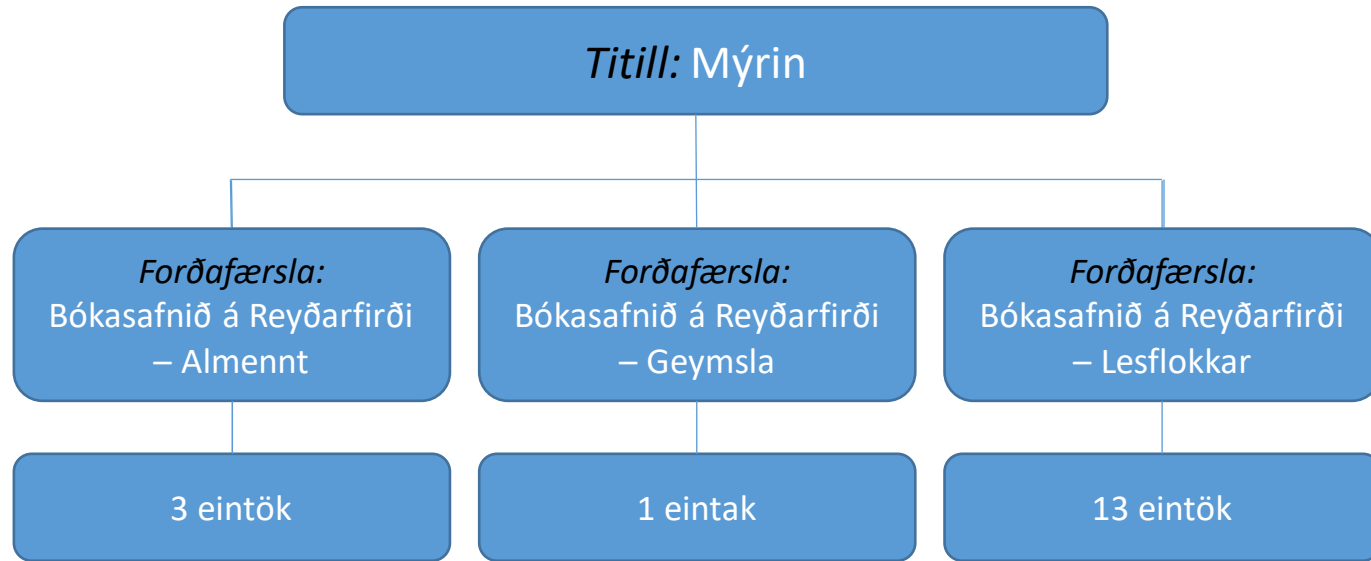 Titill: Mýrin
Forðafærsla:
Bókasafnið á Reyðarfirði
– Almennt
Forðafærsla:
Bókasafnið á Reyðarfirði
– Geymsla
Forðafærsla:
Bókasafnið á Reyðarfirði
– Lesflokkar
3 eintök
1 eintak
13 eintök